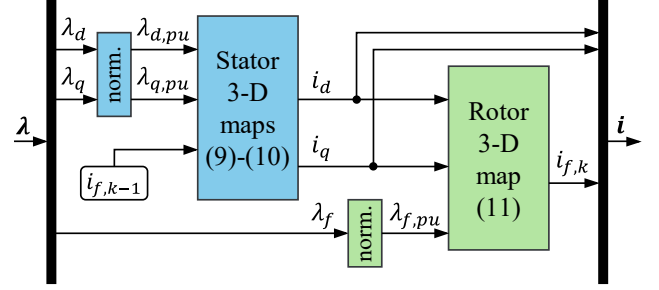 λ
λ_d
λ_q
norm.
λ_{d,pu}
λ_{q,pu}
i_{f,k−1}
Stator
3-D
maps
(9)-(10)
i_d
i_q
λ_f
norm.
λ_{f,pu}
Rotor
3-D
map
(11)
i_{f,k}
i